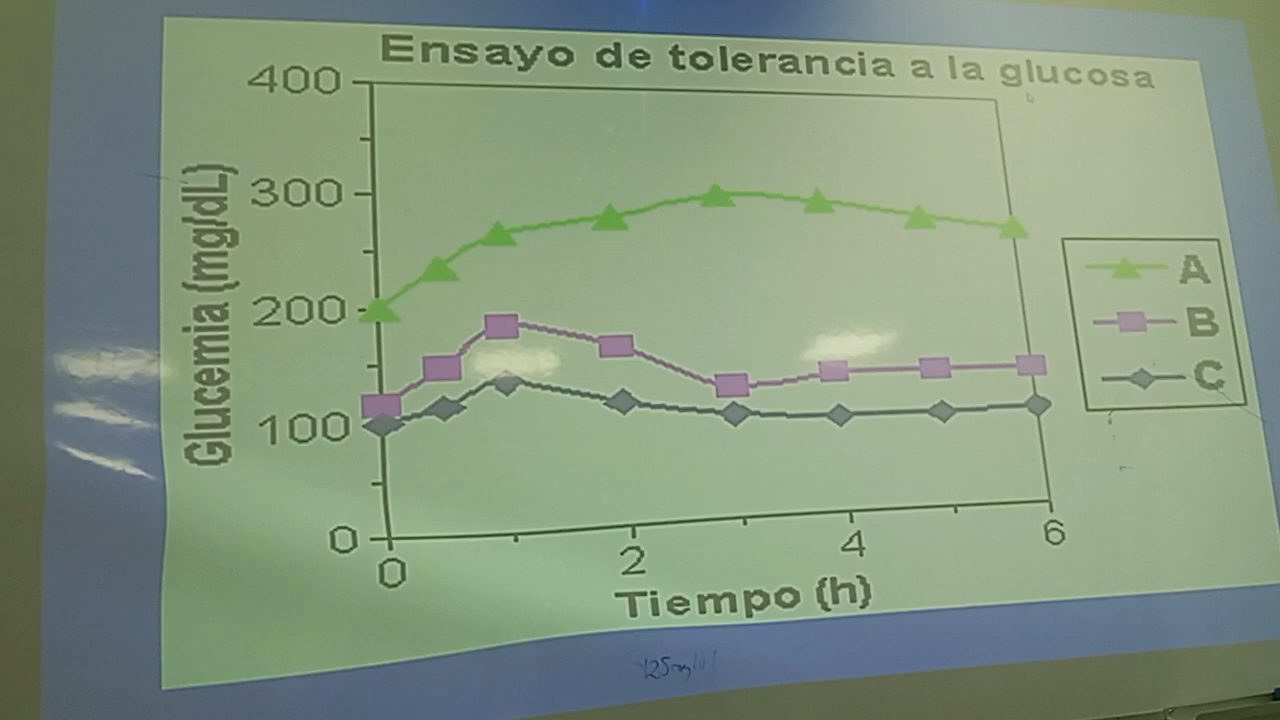 Ensayo de tolerancia a la glucosa
400
300
200
100
0
Glucemia (mg/dL)
0
2
4
6
Tiempo (h)
A
B
C